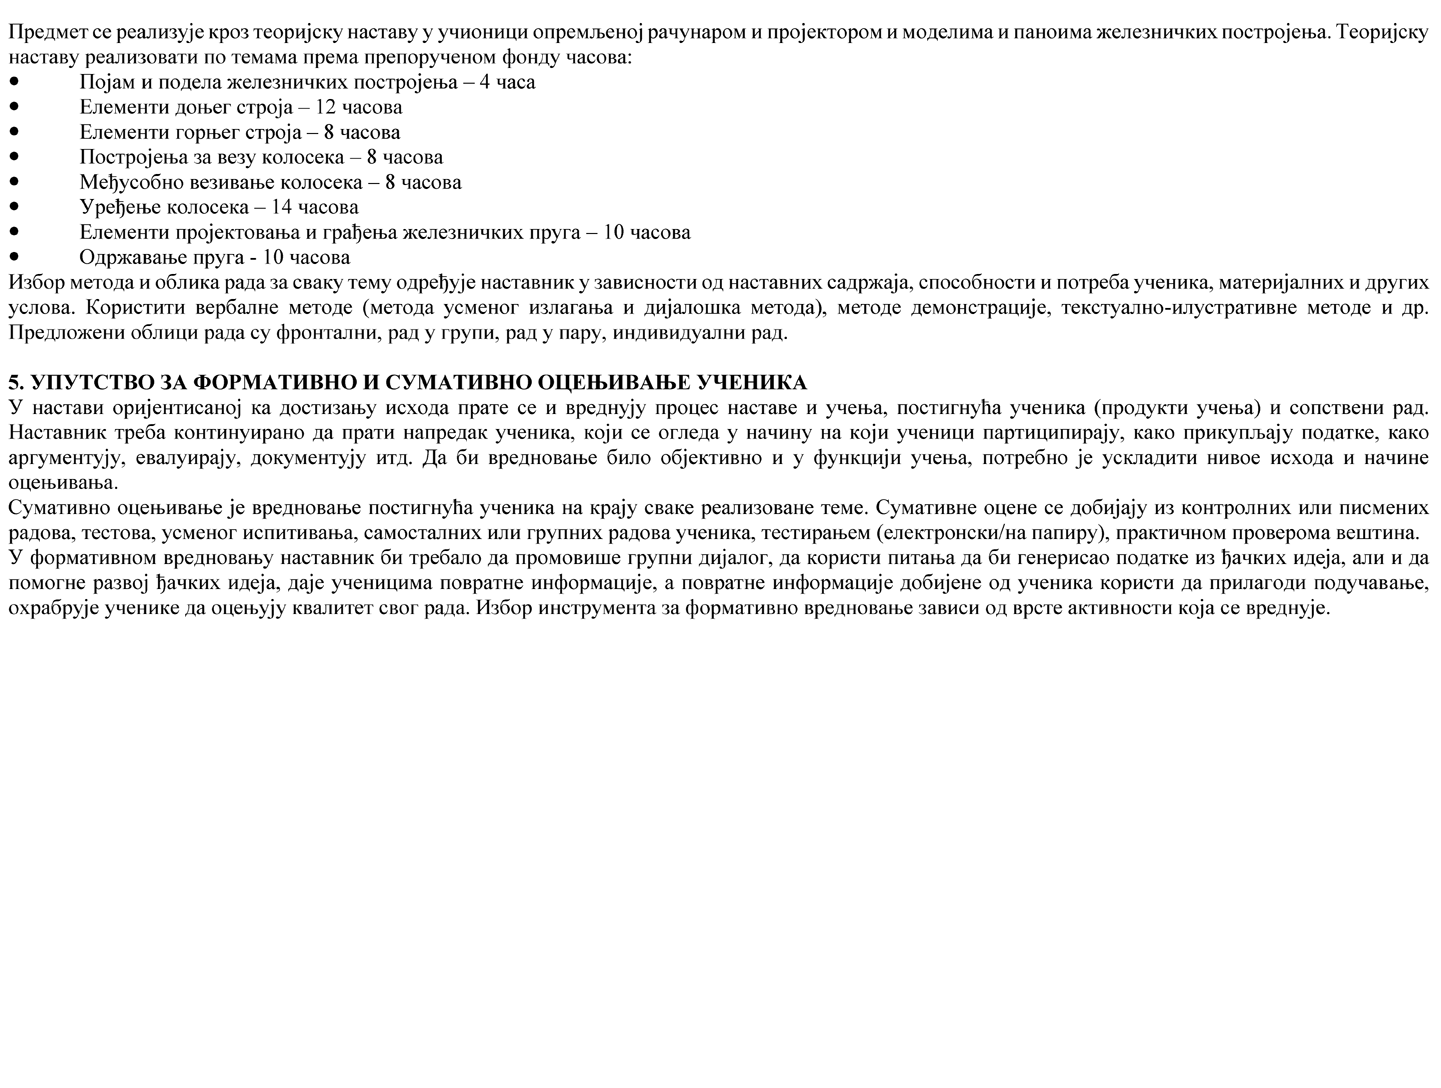 Предмет се реализује кроз теоријску наставу у учионици опремљеној рачунаром и пројектором и моделима и паноима железничких постројења. Теоријску
наставу реализовати по темама према препорученом фонду часова:
• Појам и подела железничких постројења – 4 часа
• Елементи доњег строја – 12 часова
• Елементи горњег строја – 8 часова
• Постројења за везу колосека – 8 часова
• Међусобно везивање колосека – 8 часова
• Уређење колосека – 14 часова
• Елементи пројектовања и грађења железничких пруга – 10 часова
• Одржавање пруга - 10 часова
Избор метода и облика рада за сваку тему одређује наставник у зависности од наставних садржаја, способности и потреба ученика, материјалних и других
услова. Користити вербалне методе (метода усменог излагања и дијалошка метода), методе демонстрације, текстуално-илустративне методе и др.
Предложени облици рада су фронтални, рад у групи, рад у пару, индивидуални рад.
5. УПУТСТВО ЗА ФОРМАТИВНО И СУМАТИВНО ОЦЕЊИВАЊЕ УЧЕНИКА
У настави оријентисаној ка достизању исхода прате се и вреднују процес наставе и учења, постигнућа ученика (продукти учења) и сопствени рад.
Наставник треба континуирано да прати напредак ученика, који се огледа у начину на који ученици партиципирају, како прикупљају податке, како
аргументују, евалуирају, документују итд. Да би вредновање било објективно и у функцији учења, потребно је ускладити нивое исхода и начине
оцењивања.
Сумативно оцењивање је вредновање постигнућа ученика на крају сваке реализоване теме. Сумативне оцене се добијају из контролних или писмених
радова, тестова, усменог испитивања, самосталних или групних радова ученика, тестирањем (електронски/на папиру), практичном проверома вештина.
У формативном вредновању наставник би требало да промовише групни дијалог, да користи питања да би генерисао податке из ђачких идеја, али и да
помогне развој ђачких идеја, даје ученицима повратне информације, а повратне информације добијене од ученика користи да прилагоди подучавање,
охрабрује ученике да оцењују квалитет свог рада. Избор инструмента за формативно вредновање зависи од врсте активности која се вреднује.